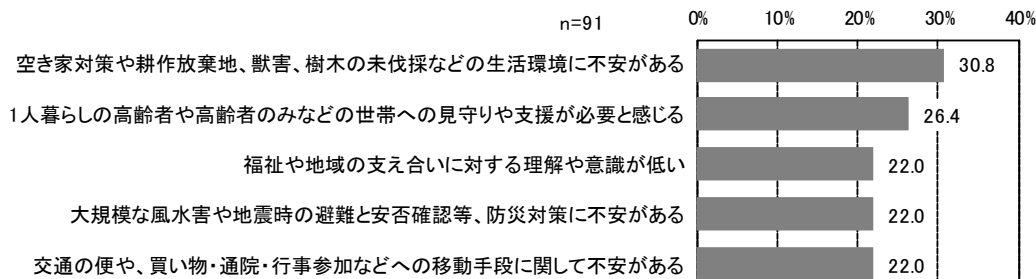 n=91
0% 10% 20% 30% 40%
空き家対策や耕作放棄地、獣害、樹木の未伐採などの生活環境に不安がある 30.8
1人暮らしの高齢者や高齢者のみなどの世帯への見守りや支援が必要と感じる 26.4
福祉や地域の支え合いに対する理解や意識が低い 22.0
大規模な風水害や地震時の避難と安否確認等、防災対策に不安がある 22.0
交通の便や、買い物・通院・行事参加などへの移動手段に関して不安がある 22.0